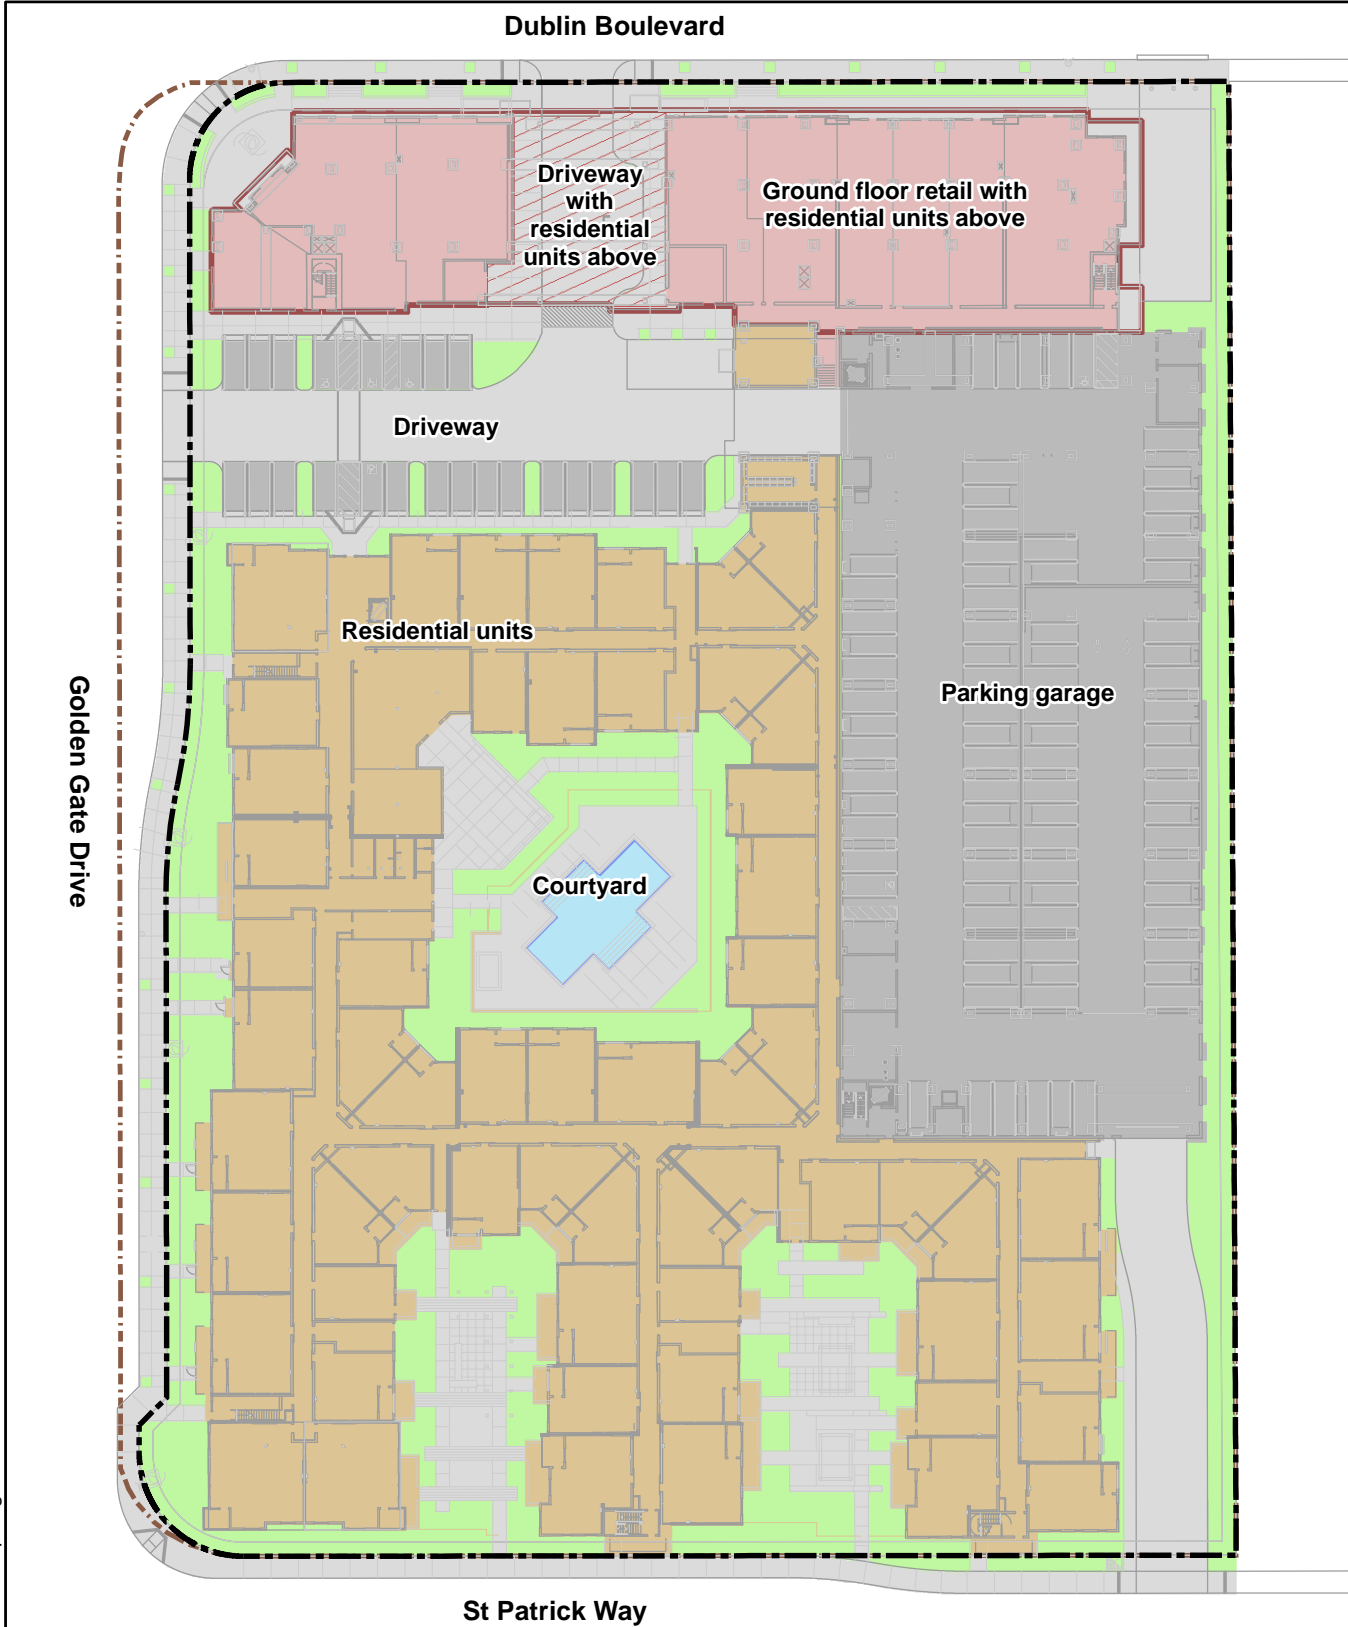 Dublin Boulevard
Driveway
with
residential
units above
Ground floor retail with
residential units above
Driveway
Residential units
Golden Gate Drive
Parking garage
Courtyard
St Patrick Way